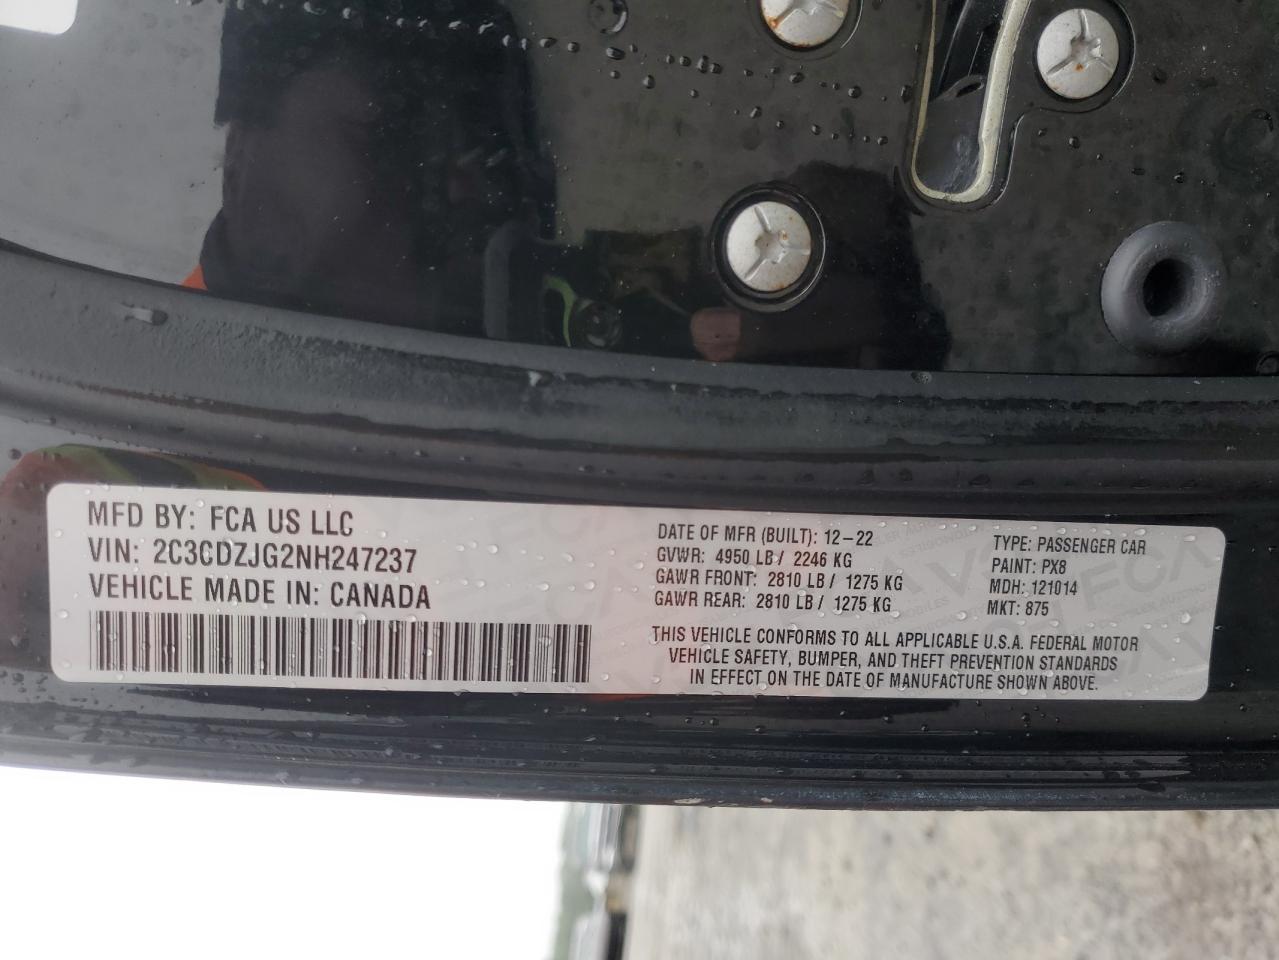 MFD BY: FCA US LLC
VIN: 2C3CDZJG2NH247237
VEHICLE MADE IN: CANADA
DATE OF MFR (BUILT): 12-22
GVWR: 4950 LB / 2246 KG
GAWR FRONT: 2810 LB / 1275 KG
GAWR REAR: 2810 LB / 1275 KG
TYPE: PASSENGER CAR
PAINT: PX8
MDH: 121014
MKT: 875
THIS VEHICLE CONFORMS TO ALL APPLICABLE U.S.A. FEDERAL MOTOR
VEHICLE SAFETY, BUMPER, AND THEFT PREVENTION STANDARDS
IN EFFECT ON THE DATE OF MANUFACTURE SHOWN ABOVE.